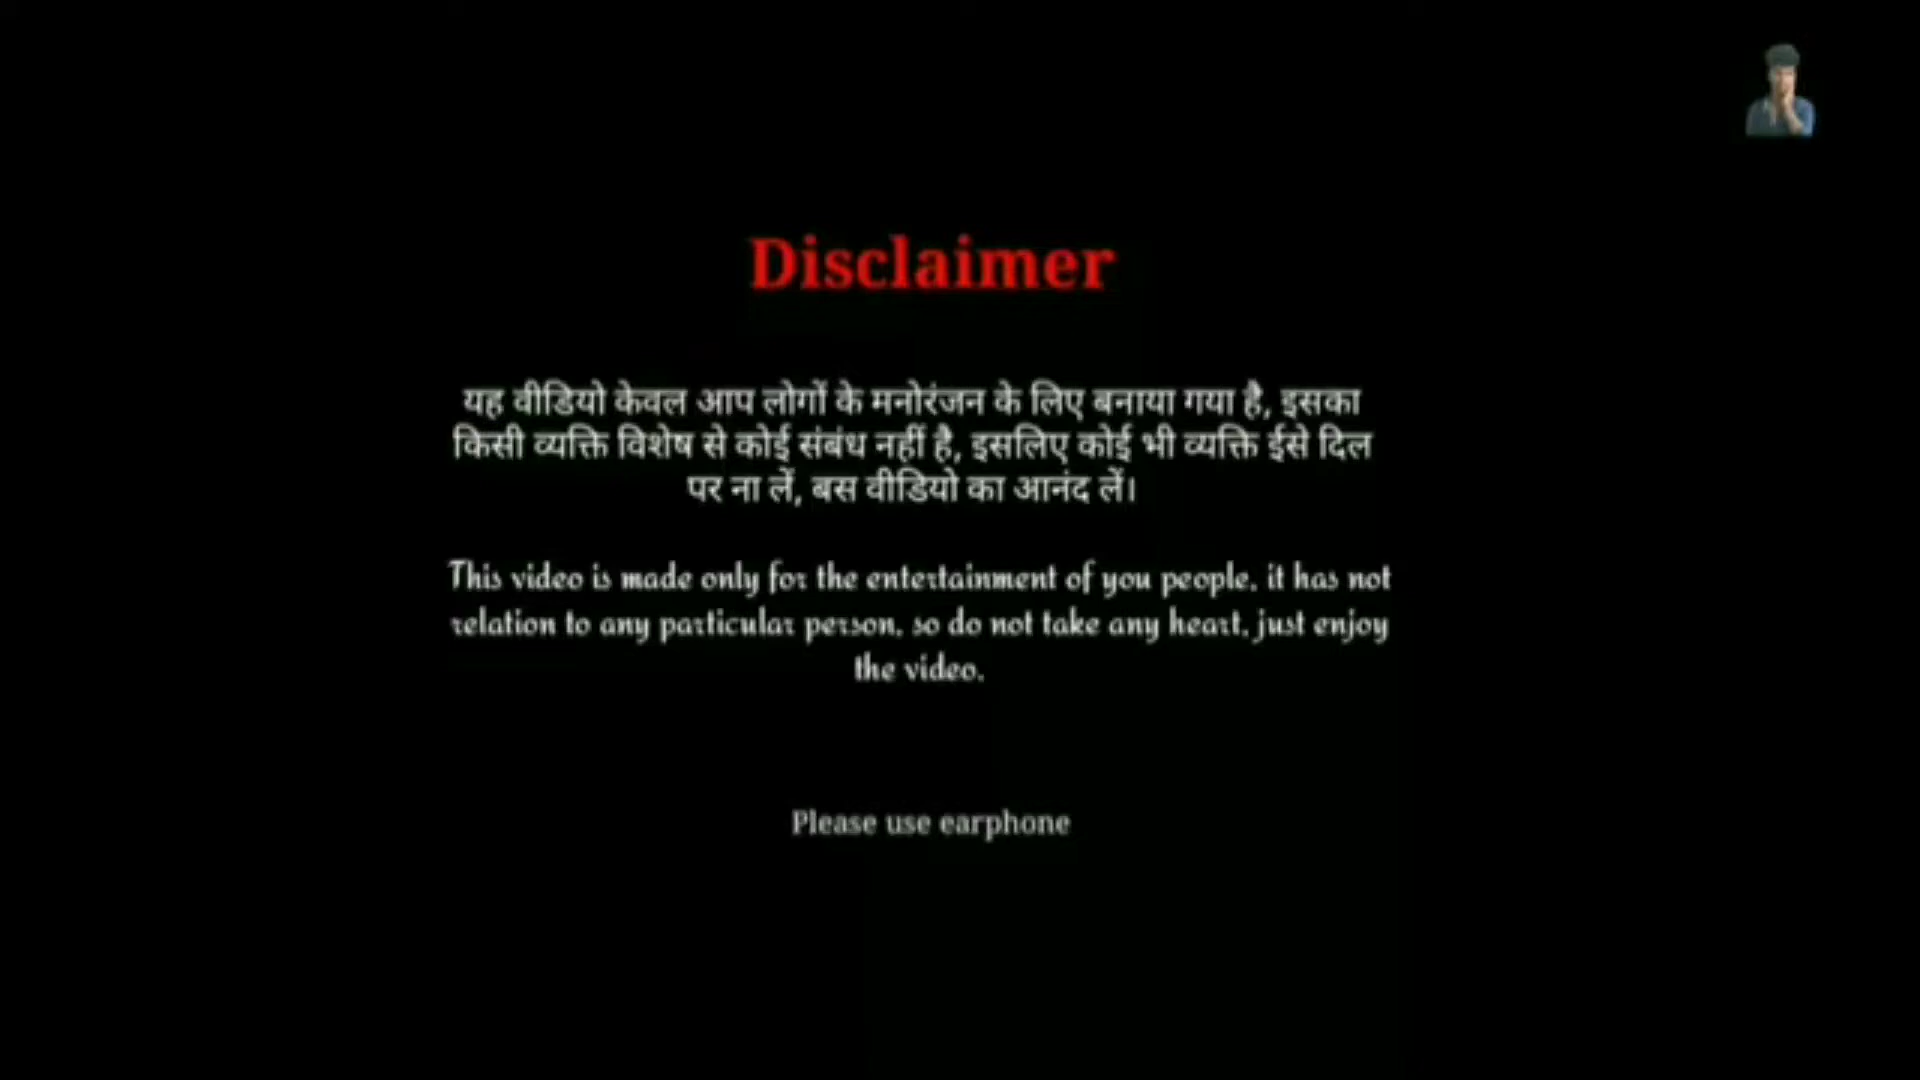 Disclaimer
यह वीडियो केवल आप लोगों के मनोरंजन के लिए बनाया गया है, इसका
किसी व्यक्ति विशेष से कोई संबंध नहीं है, इसलिए कोई भी व्यक्ति ईसे दिल
पर ना लें, बस वीडियो का आनंद लें।
This video is made only for the entertainment of you people, it has not
relation to any particular person, so do not take any heart, just enjoy
the video.
Please use earphone